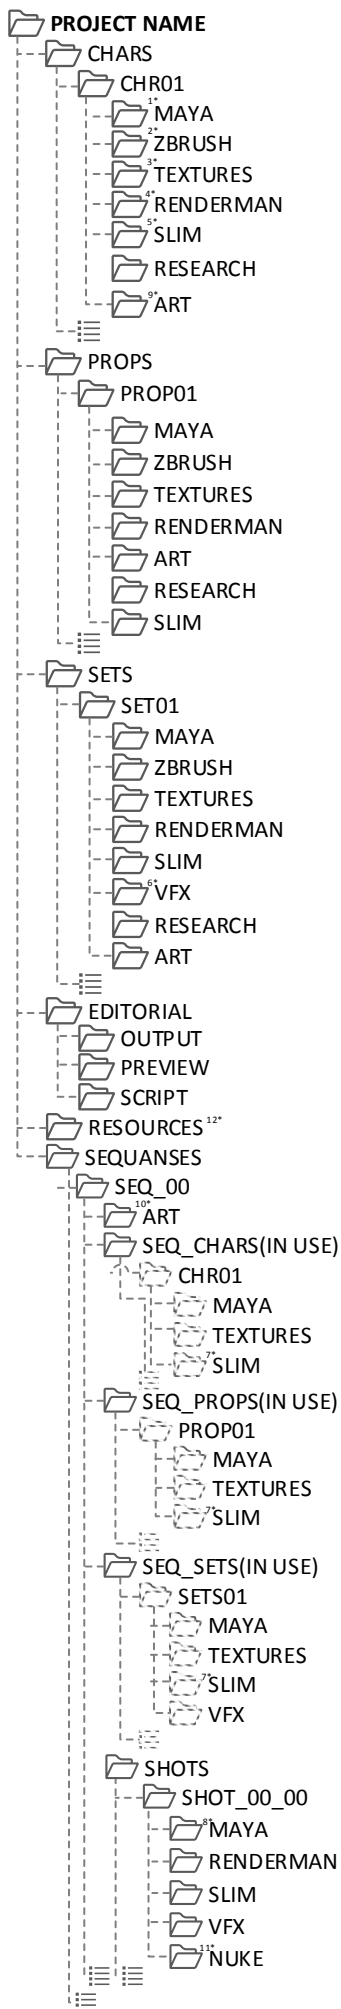 PROJECT NAME
CHARS
CHR01
1* MAYA
2* ZBRUSH
3* TEXTURES
4* RENDERMAN
5* SLIM
RESEARCH
9* ART
PROPS
PROP01
MAYA
ZBRUSH
TEXTURES
RENDERMAN
ART
RESEARCH
SLIM
SETS
SET01
MAYA
ZBRUSH
TEXTURES
RENDERMAN
SLIM
6* VFX
RESEARCH
ART
EDITORIAL
OUTPUT
PREVIEW
SCRIPT
RESOURCES 12*
SEQUANSES
SEQ_00
10* ART
SEQ_CHARS(IN USE)
CHR01
MAYA
TEXTURES
7* SLIM
SEQ_PROPS(IN USE)
PROP01
MAYA
TEXTURES
7* SLIM
SEQ_SETS(IN USE)
SETS01
MAYA
TEXTURES
7* SLIM
VFX
SHOTS
SHOT_00_00
8* MAYA
RENDERMAN
SLIM
VFX
11* NUKE